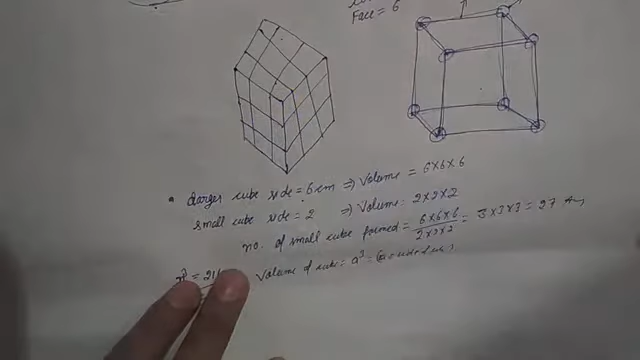 Face = 6
• Larger cube side = 6 cm ⇒ Volume = 6×6×6
small cube side = 2 ⇒ Volume = 2×2×2
no. of small cube formed = 6×6×6 / 2×2×2 = 3×3×3 = 27 Ans
= 216 Volume of cube = a³